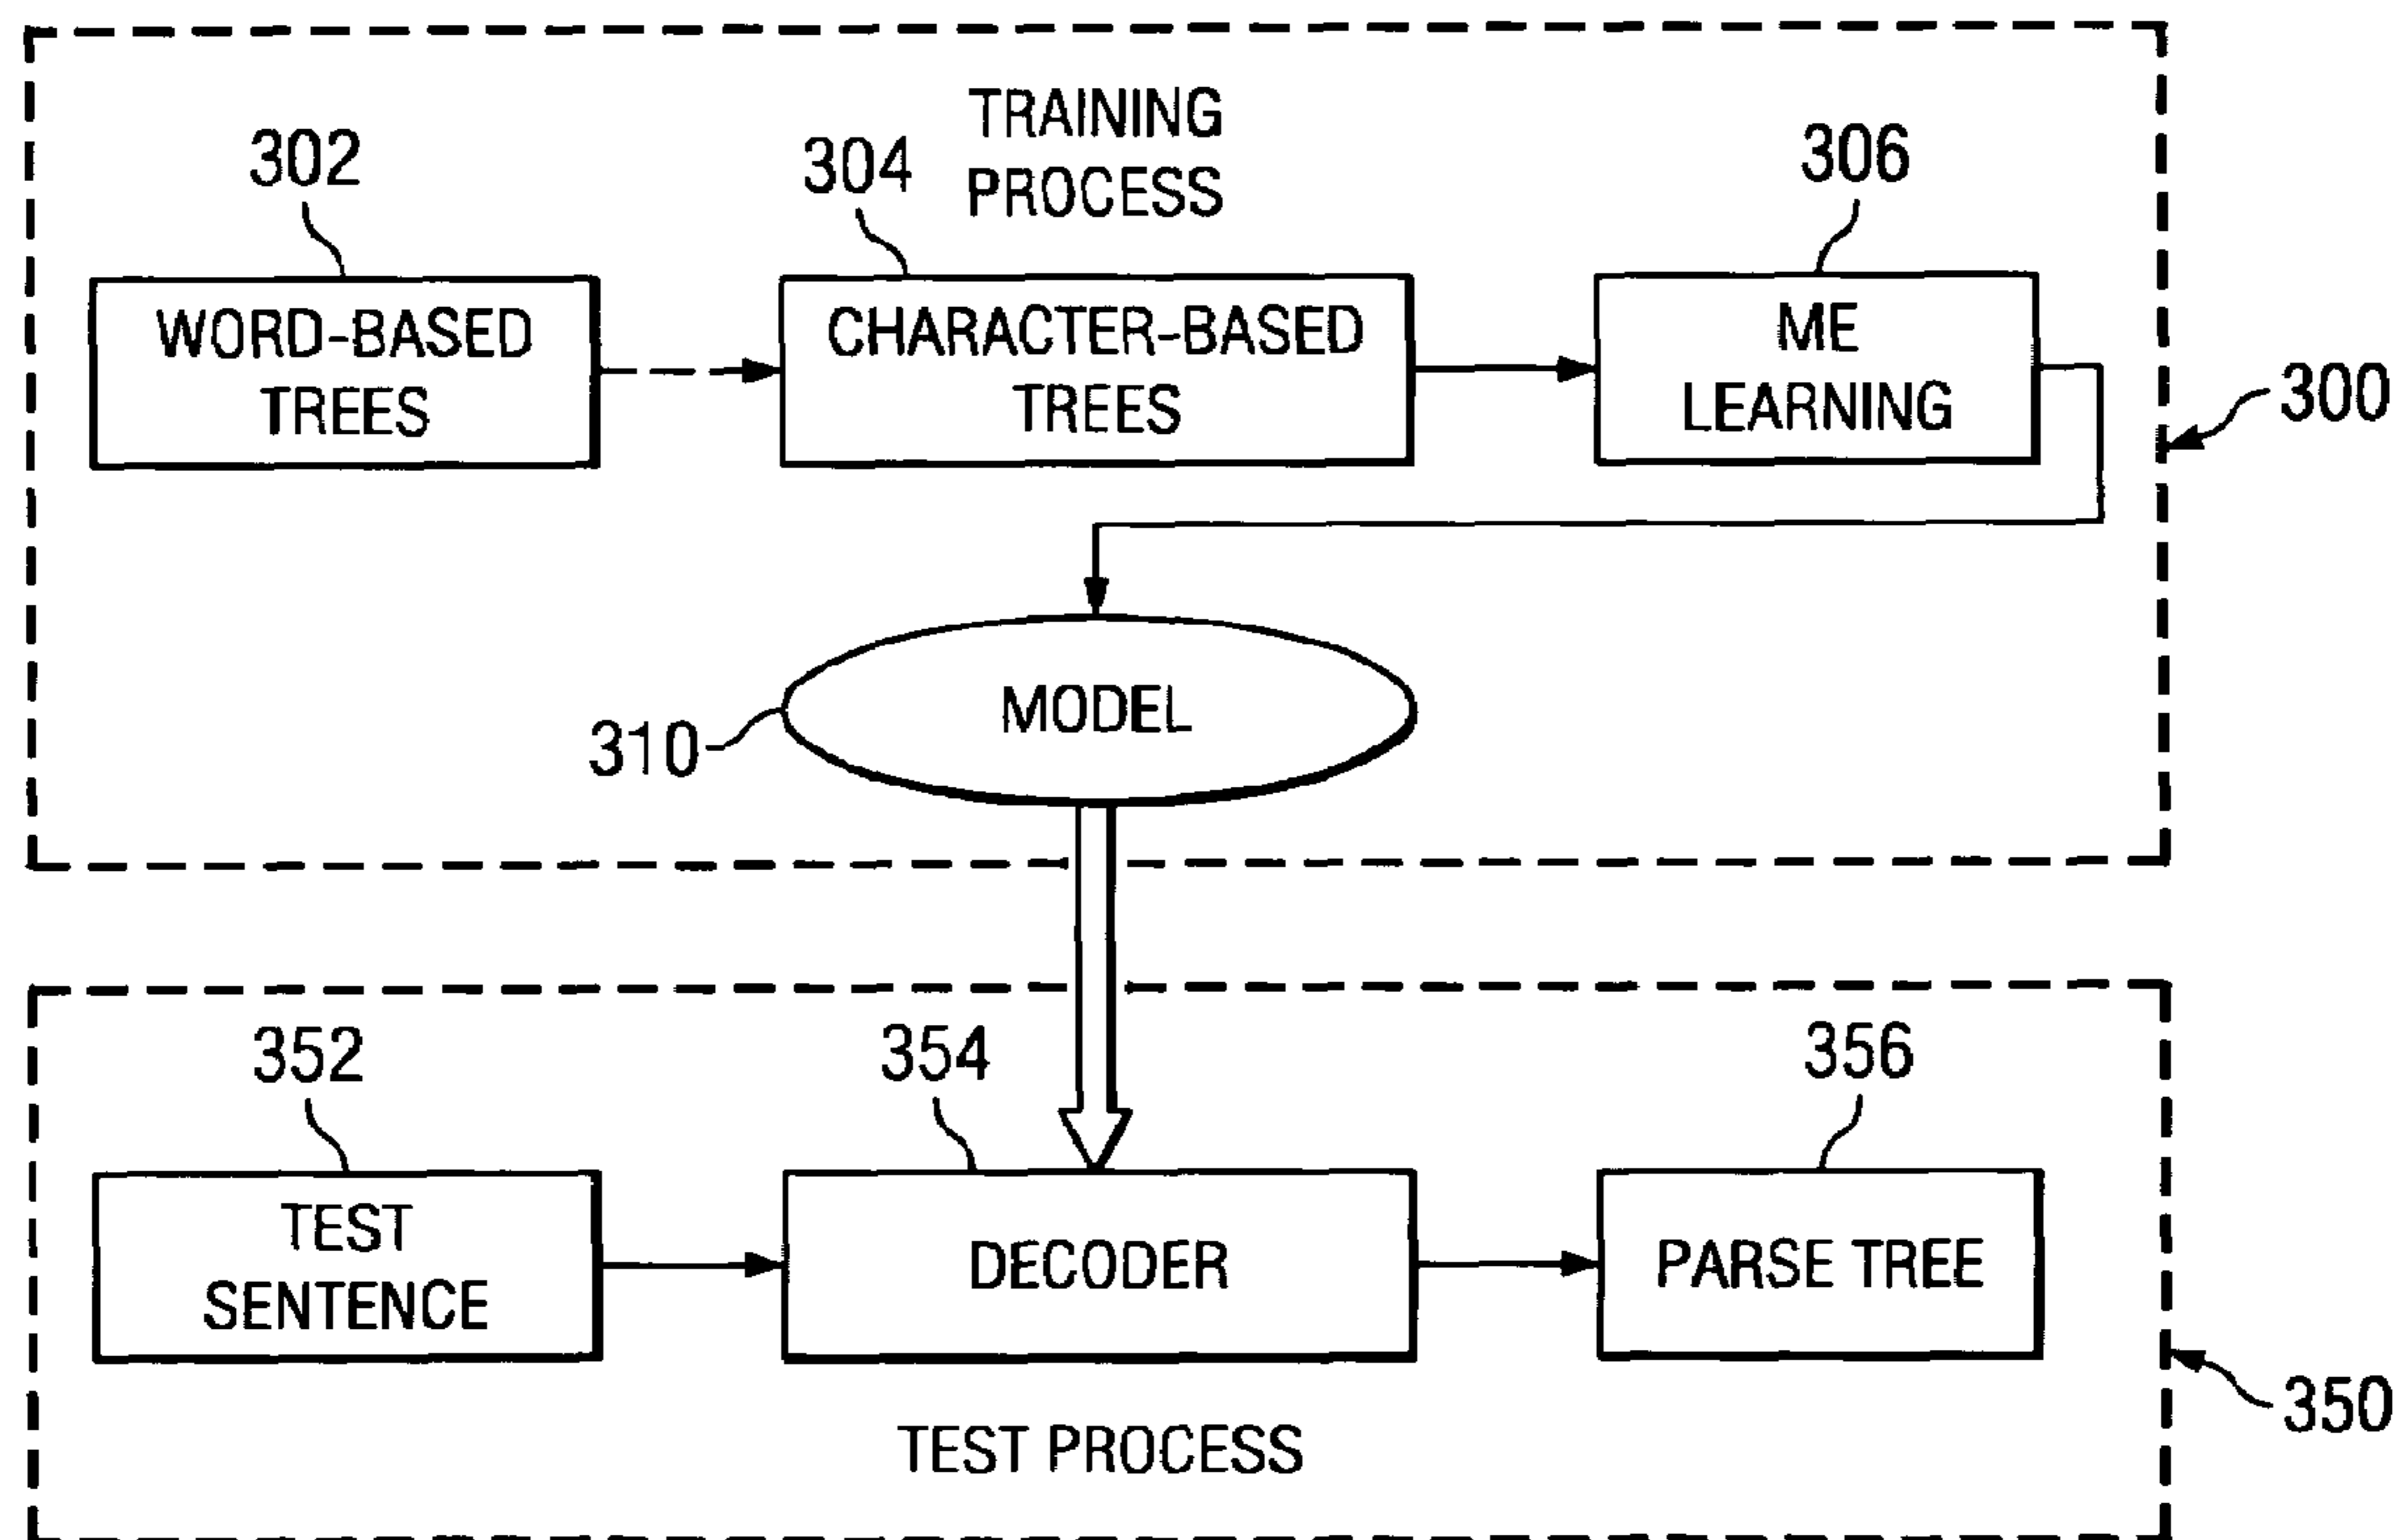 TRAINING
PROCESS
302
304
306
WORD-BASED
TREES
CHARACTER-BASED
TREES
ME
LEARNING
300
MODEL
310
352
354
356
TEST
SENTENCE
DECODER
PARSE TREE
350
TEST PROCESS